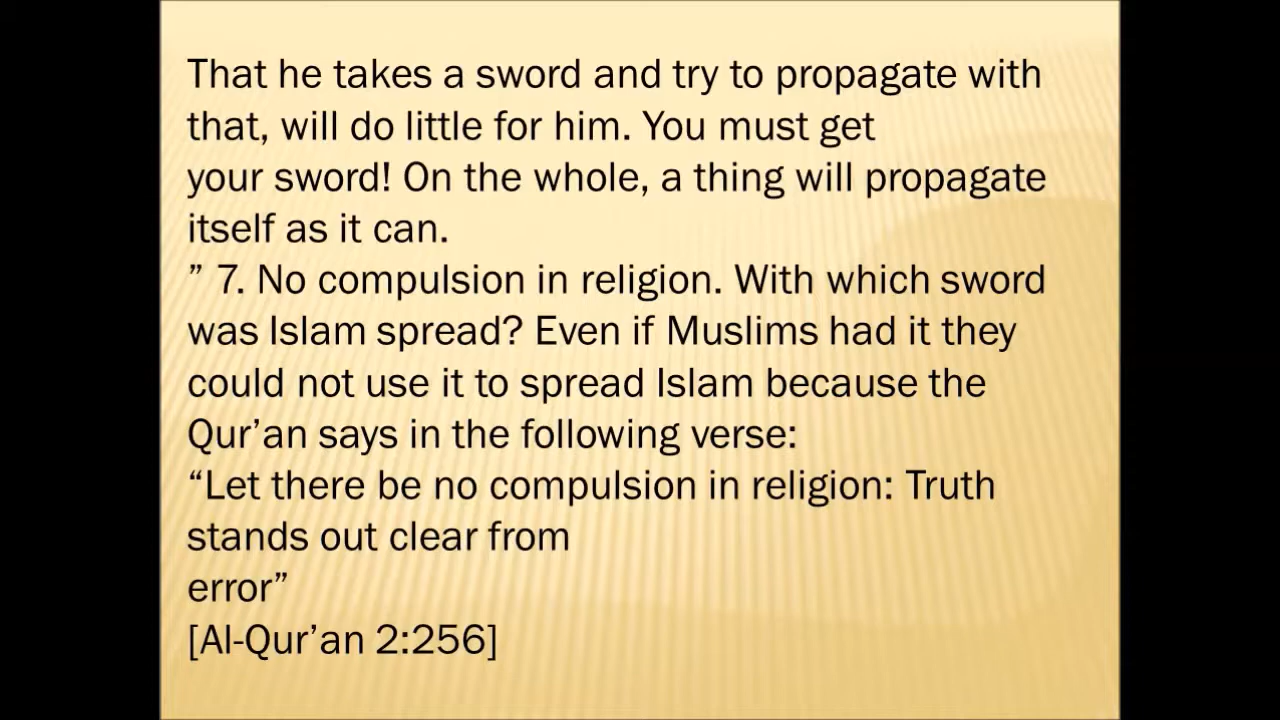 That he takes a sword and try to propagate with
that, will do little for him. You must get
your sword! On the whole, a thing will propagate
itself as it can.
” 7. No compulsion in religion. With which sword
was Islam spread? Even if Muslims had it they
could not use it to spread Islam because the
Qur’an says in the following verse:
“Let there be no compulsion in religion: Truth
stands out clear from
error”
[Al-Qur’an 2:256]